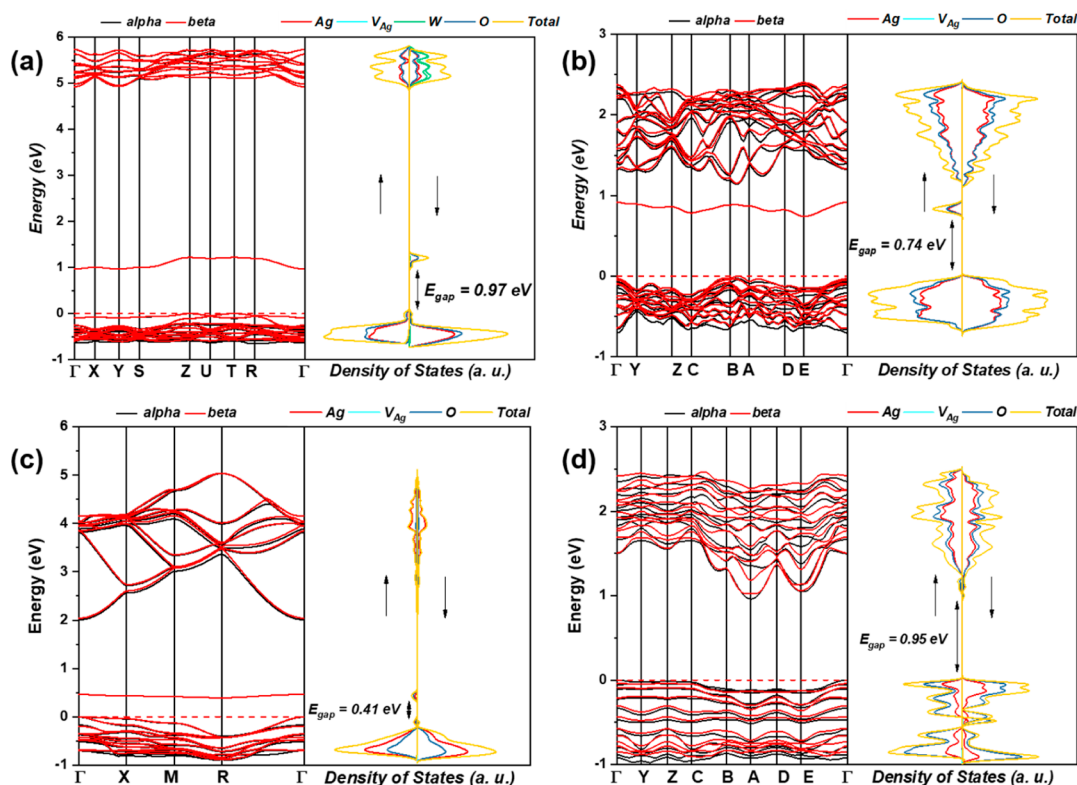 alpha beta Ag V_Ag W O Total
(a)
Energy (eV)
6
5
4
3
2
1
0
-1
E_gap = 0.97 eV
Γ X Y S Z U T R Γ
Density of States (a. u.)
alpha beta Ag V_Ag O Total
(b)
Energy (eV)
3
2
1
0
-1
E_gap = 0.74 eV
Γ Y Z C B A D E Γ
Density of States (a. u.)
alpha beta Ag V_Ag O Total
(c)
Energy (eV)
6
5
4
3
2
1
0
-1
E_gap = 0.41 eV
Γ X M R Γ
Density of States (a. u.)
alpha beta Ag V_Ag O Total
(d)
Energy (eV)
3
2
1
0
-1
E_gap = 0.95 eV
Γ Y Z C B A D E Γ
Density of States (a. u.)